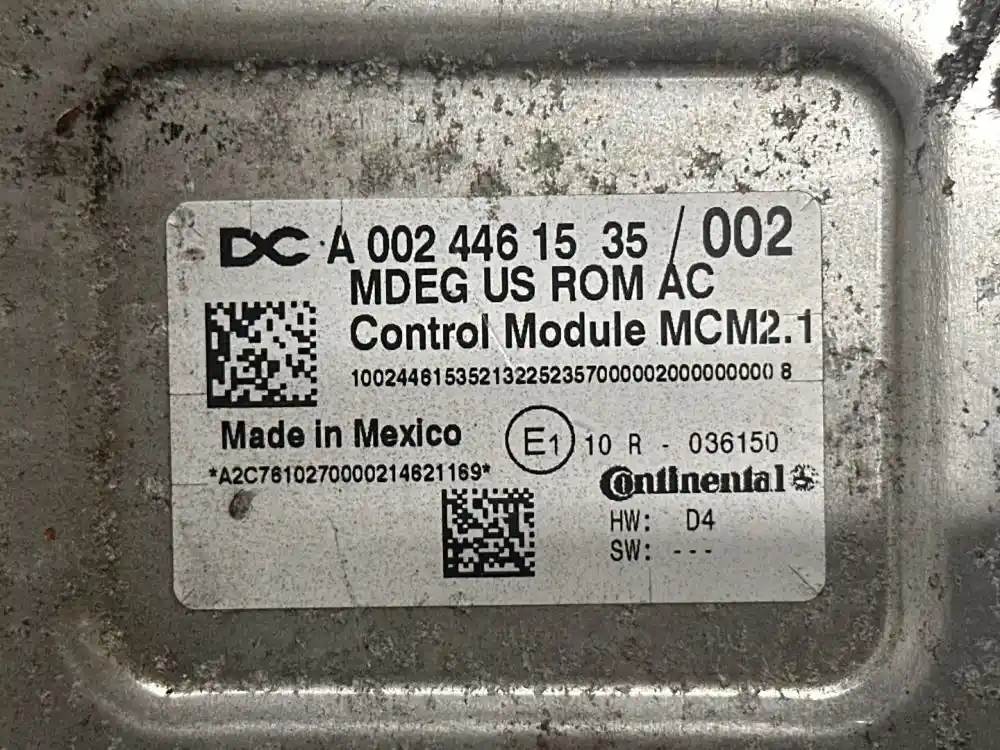 DC A 002 446 15 35 / 002
MDEG US ROM AC
Control Module MCM2.1
10024461535213225235700000200000000 8
Made in Mexico E1 10 R - 036150
*A2C7610270000214621169*
Continental
HW: D4
SW: ---